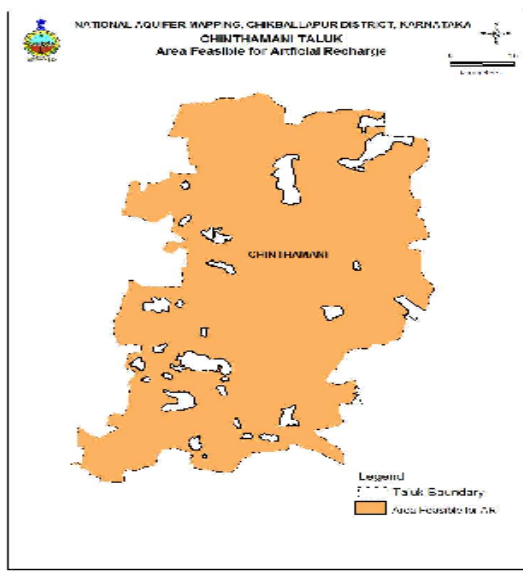 NATIONAL AQUIFER MAPPING, CHIKBALLAPUR DISTRICT, KARNATAKA
CHINTHAMANI TALUK
Area Feasible for Artficial Recharge
CHINTHAMANI
Legend
Taluk Boundary
Area Feasible for AR